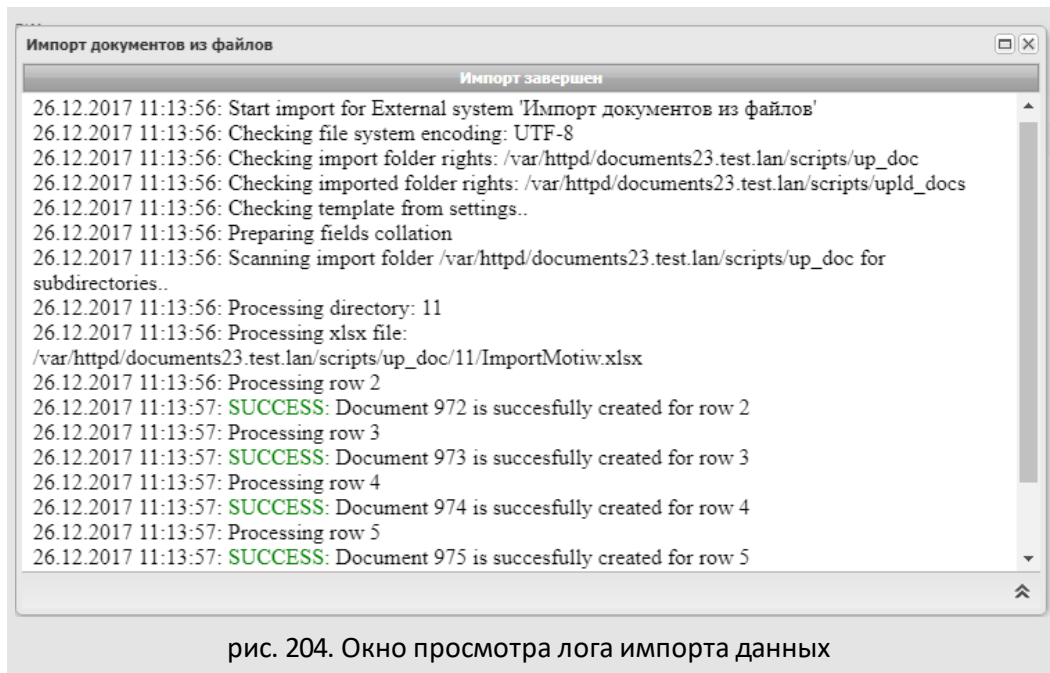 Импорт документов из файлов
Импорт завершен
26.12.2017 11:13:56: Start import for External system 'Импорт документов из файлов'
26.12.2017 11:13:56: Checking file system encoding: UTF-8
26.12.2017 11:13:56: Checking import folder rights: /var/httpd/documents23.test.lan/scripts/up_doc
26.12.2017 11:13:56: Checking imported folder rights: /var/httpd/documents23.test.lan/scripts/upld_docs
26.12.2017 11:13:56: Checking template from settings..
26.12.2017 11:13:56: Preparing fields collation
26.12.2017 11:13:56: Scanning import folder /var/httpd/documents23.test.lan/scripts/up_doc for
subdirectories..
26.12.2017 11:13:56: Processing directory: 11
26.12.2017 11:13:56: Processing xlsx file:
/var/httpd/documents23.test.lan/scripts/up_doc/11/ImportMotiw.xlsx
26.12.2017 11:13:56: Processing row 2
26.12.2017 11:13:57: SUCCESS: Document 972 is succesfully created for row 2
26.12.2017 11:13:57: Processing row 3
26.12.2017 11:13:57: SUCCESS: Document 973 is succesfully created for row 3
26.12.2017 11:13:57: Processing row 4
26.12.2017 11:13:57: SUCCESS: Document 974 is succesfully created for row 4
26.12.2017 11:13:57: Processing row 5
26.12.2017 11:13:57: SUCCESS: Document 975 is succesfully created for row 5
рис. 204. Окно просмотра лога импорта данных